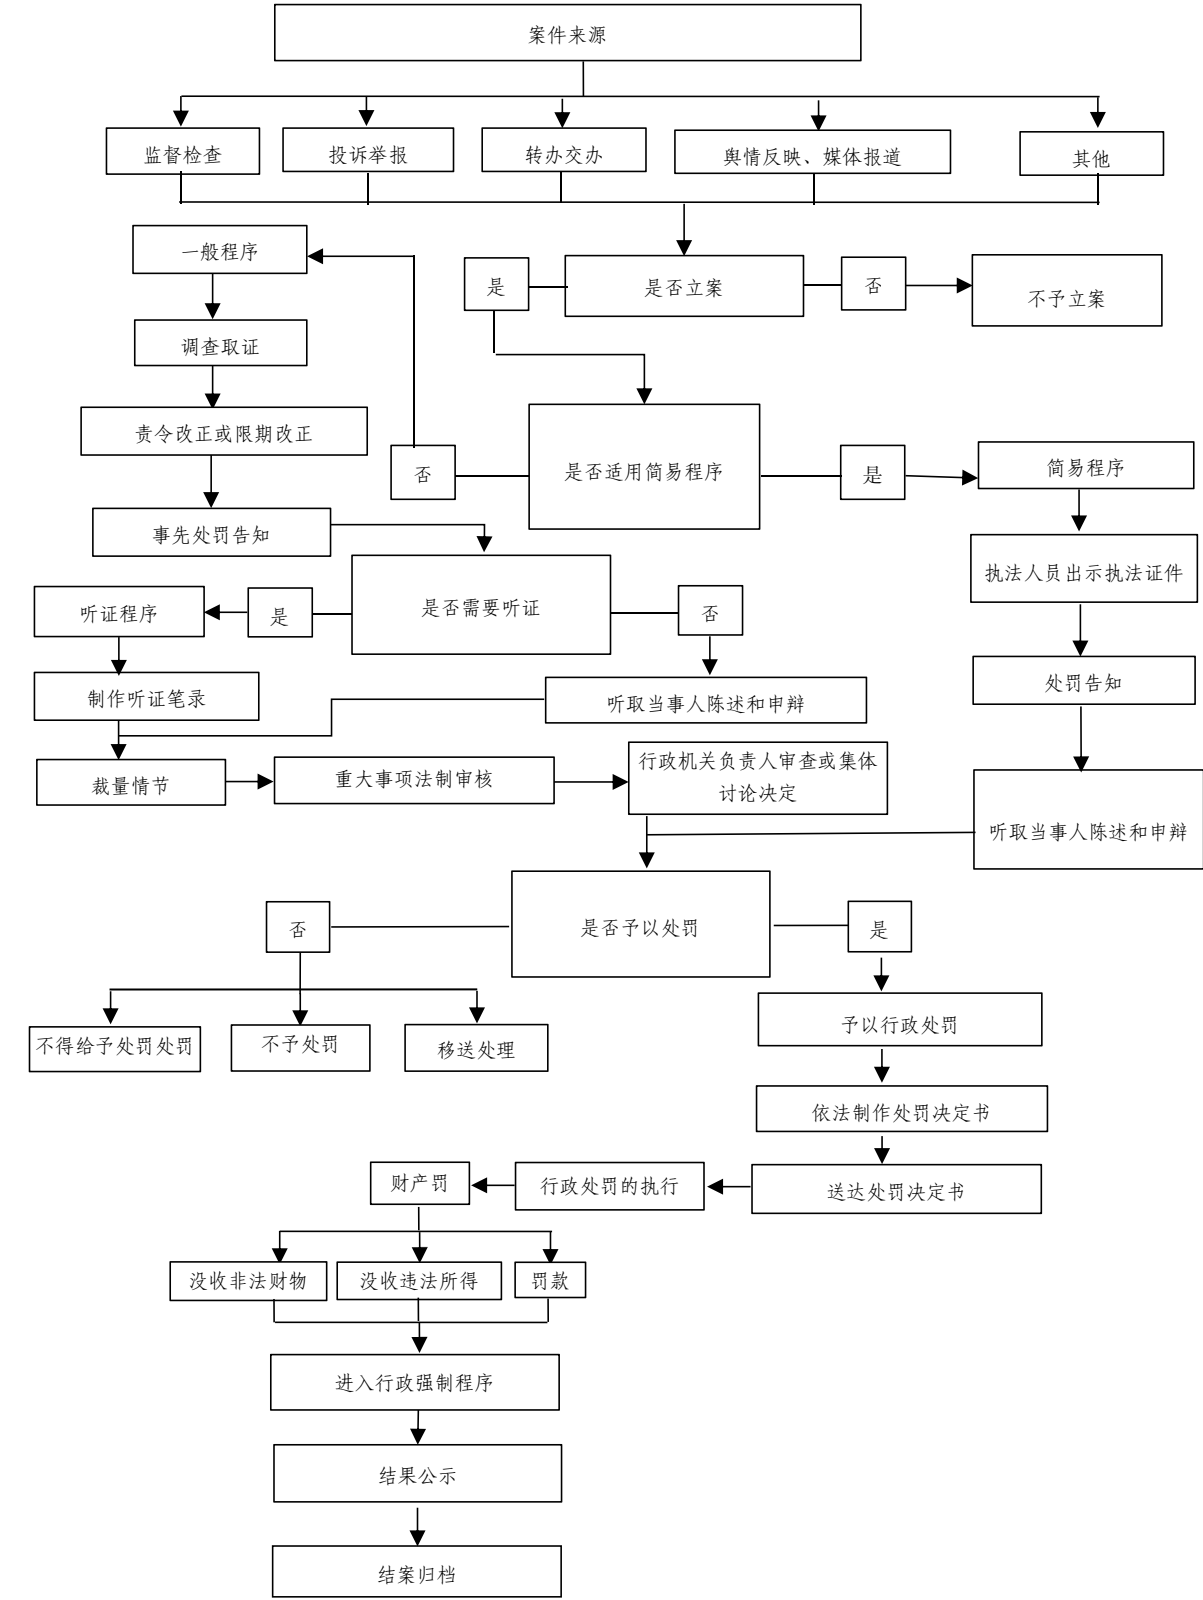 案件来源
监督检查
投诉举报
转办交办
舆情反映、媒体报道
其他
一般程序
是
是否立案
否
不予立案
调查取证
责令改正或限期改正
否
是否适用简易程序
是
简易程序
事先处罚告知
执法人员出示执法证件
听证程序
是
是否需要听证
否
处罚告知
制作听证笔录
听取当事人陈述和申辩
裁量情节
重大事项法制审核
行政机关负责人审查或集体
讨论决定
听取当事人陈述和申辩
否
是否予以处罚
是
不得给予处罚处罚
不予处罚
移送处理
予以行政处罚
依法制作处罚决定书
财产罚
行政处罚的执行
送达处罚决定书
没收非法财物
没收违法所得
罚款
进入行政强制程序
结果公示
结案归档